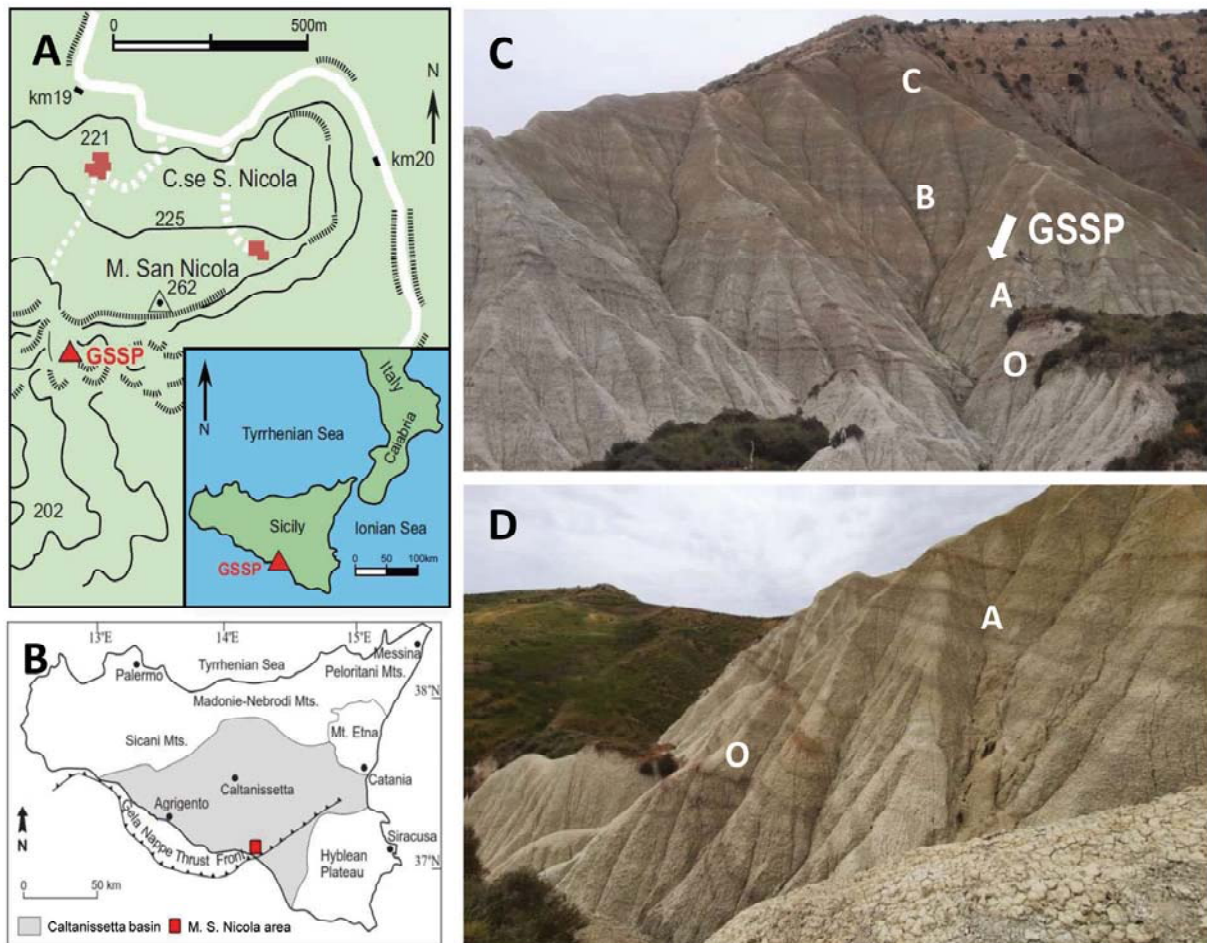 A
0
500m
N
km19
221
km20
C.se S. Nicola
225
M. San Nicola
262
GSSP
202
N
Italy
Calabria
Tyrrhenian Sea
Sicily
Ionian Sea
0 50 100km
GSSP
B
13°E
14°E
15°E
Messina
Palermo
Tyrrhenian Sea
Peloritani Mts.
38°N
Madonie-Nebrodi Mts.
Mt. Etna
Sicani Mts.
Catania
Caltanissetta
Agrigento
Gela Nappe Thrust Front
N
Siracusa
Hyblean
Plateau
37°N
0 50 km
Caltanissetta basin
M. S. Nicola area
C
C
B
GSSP
A
O
D
A
O